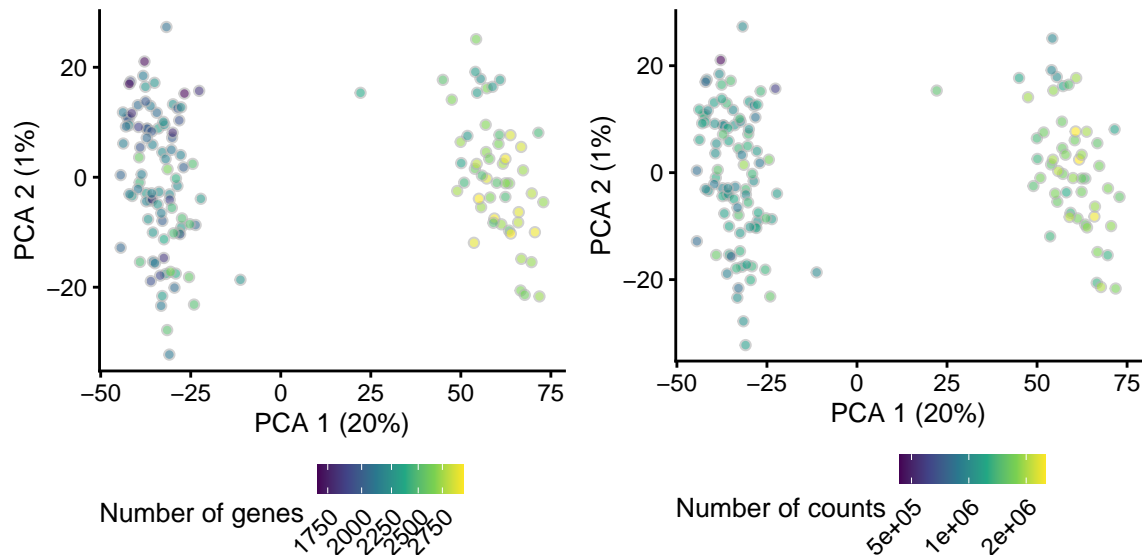 20
0
−20
PCA 2 (1%)
−50 −25 0 25 50 75
PCA 1 (20%)
Number of genes
1750 2000 2250 2500 2750
20
0
−20
PCA 2 (1%)
−50 −25 0 25 50 75
PCA 1 (20%)
Number of counts
5e+05 1e+06 2e+06